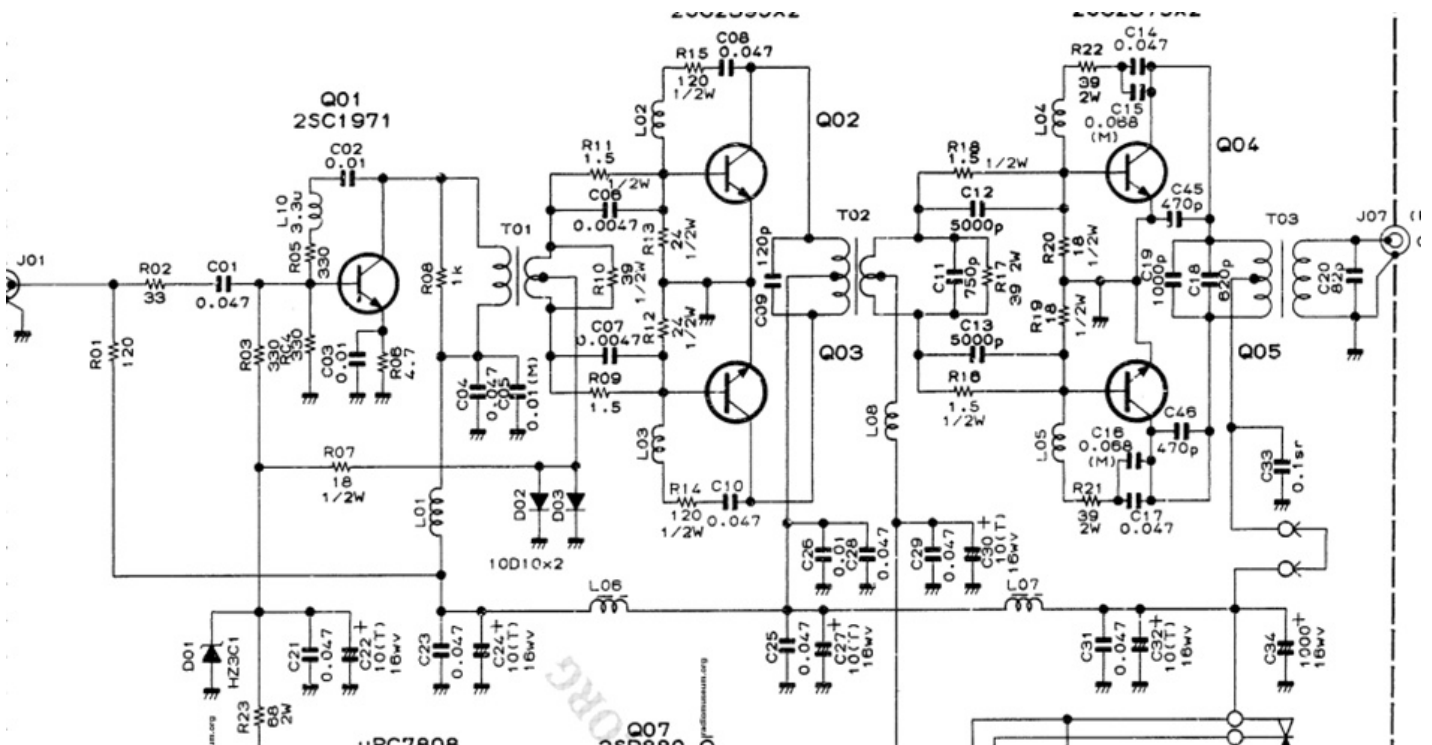 C08
0.047
R15
120
1/2W
C14
0.047
R22
39
2W
C15
0.068
(M)
Q01
2SC1971
L02
Q02
L04
Q04
C02
0.01
R11
1.5
1/2W
R18
1.5
1/2W
L10
3.3u
C06
0.0047
C12
5000p
C45
470p
T01
T02
T03
J07
R05
330
R13
24
1/2W
R20
18
1/2W
J01
R02
33
C01
0.047
R08
1k
R10
39
1/2W
C09
120p
C11
750p
R17
39 2W
C19
1000p
C18
820p
C20
82p
R01
120
R03
330
330
C03
0.01
R06
4.7
C07
0.0047
R12
24
1/2W
Q03
C13
5000p
R19
18
1/2W
Q05
C04
0.047
C05
0.01(M)
R09
1.5
R16
1.5
1/2W
L08
L03
L05
C16
0.068
(M)
C46
470p
C33
0.1sr
R07
18
1/2W
L01
D02
D03
10D10x2
R14
120
1/2W
C10
0.047
R21
39
2W
C17
0.047
C26
0.01
C28
0.047
C29
0.047
C30
+
10(T)
16wv
L06
L07
D01
HZ3C1
C21
0.047
C22
+
10(T)
16wv
C23
0.047
C24
+
10(T)
16wv
C25
0.047
C27
+
10(T)
16wv
C31
0.047
C32
+
10(T)
16wv
C34
+
1000
16wv
R23
68
2W
ORG
radiomuseum.org
m.org
Q07
uPC7808